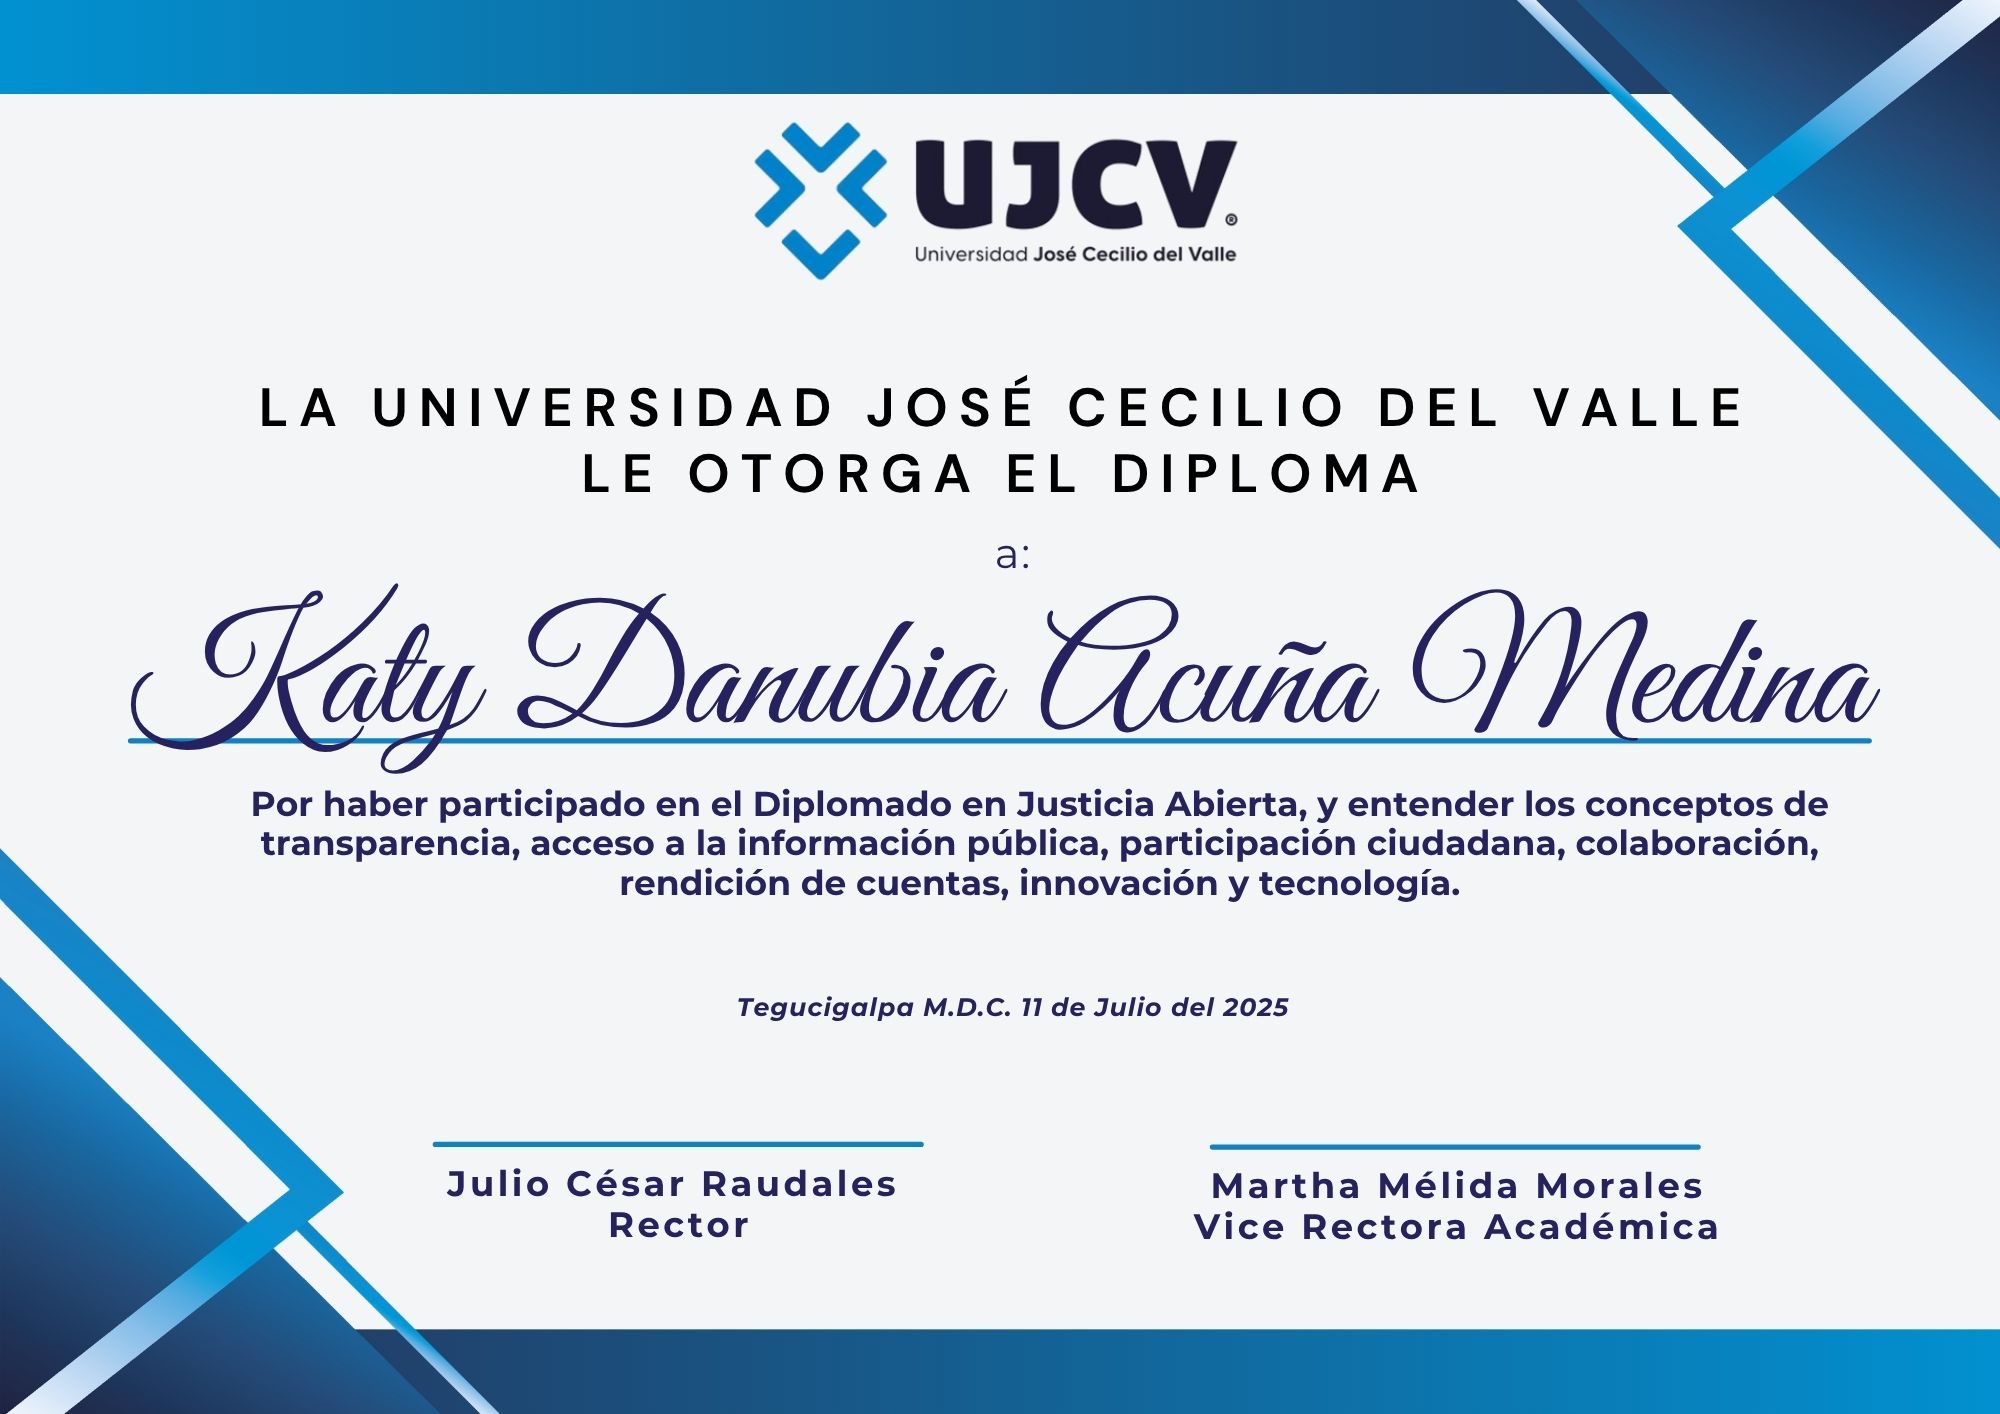 UJCV®
Universidad José Cecilio del Valle
LA UNIVERSIDAD JOSÉ CECILIO DEL VALLE
LE OTORGA EL DIPLOMA
a:
Katy Danubia Acuña Medina
Por haber participado en el Diplomado en Justicia Abierta, y entender los conceptos de
transparencia, acceso a la información pública, participación ciudadana, colaboración,
rendición de cuentas, innovación y tecnología.
Tegucigalpa M.D.C. 11 de Julio del 2025
Julio César Raudales
Rector
Martha Mélida Morales
Vice Rectora Académica